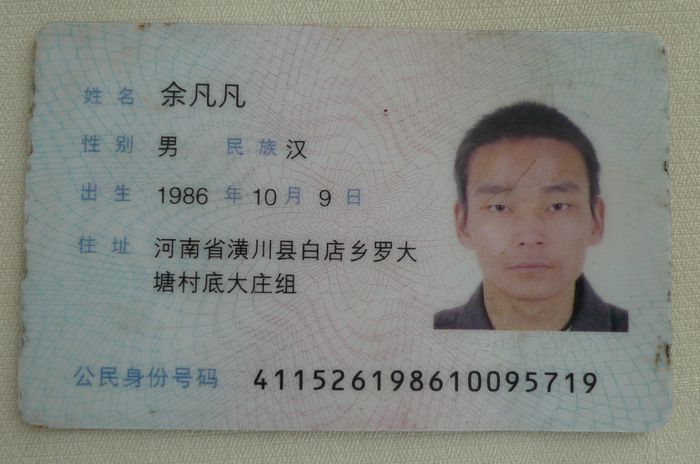 姓名 余凡凡
性别 男 民族 汉
出生 1986 年 10 月 9 日
住址 河南省潢川县白店乡罗大
塘村底大庄组
公民身份号码 411526198610095719